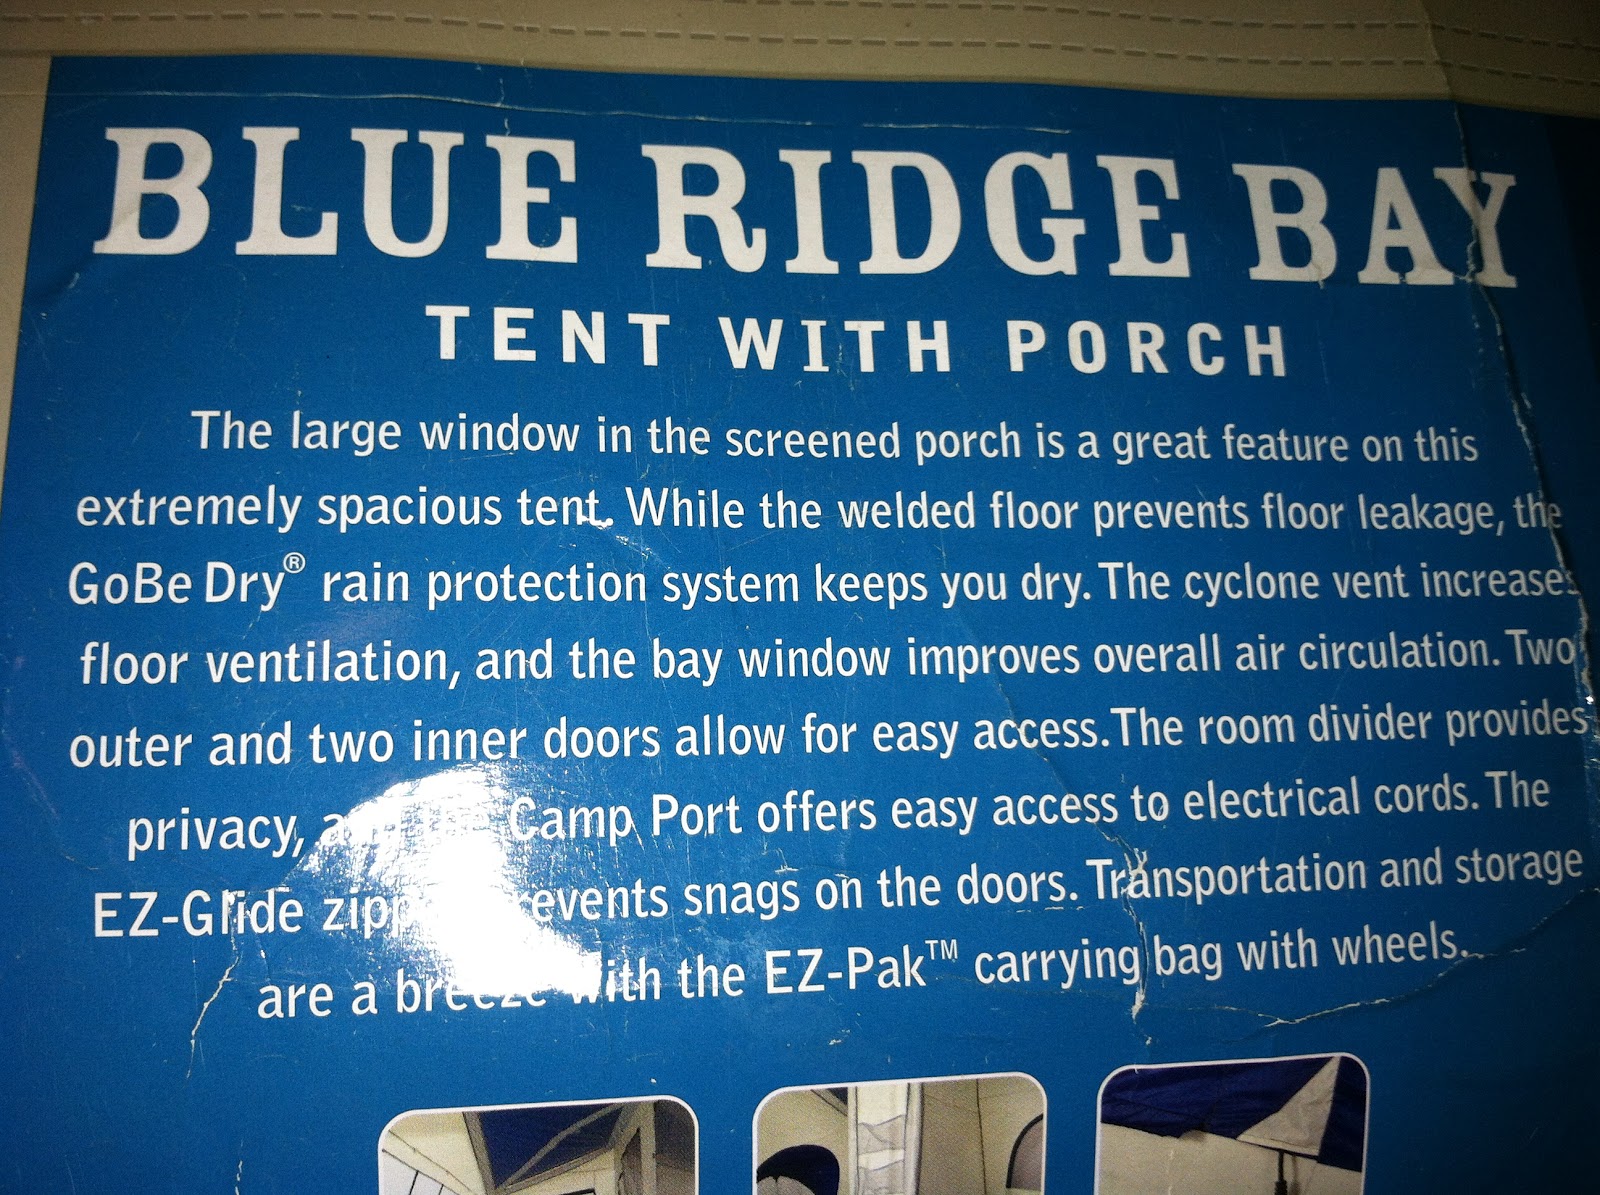 BLUE RIDGE BAY
TENT WITH PORCH
The large window in the screened porch is a great feature on this
extremely spacious tent. While the welded floor prevents floor leakage, the
GoBe Dry® rain protection system keeps you dry. The cyclone vent increases
floor ventilation, and the bay window improves overall air circulation. Two
outer and two inner doors allow for easy access. The room divider provides
privacy, Camp Port offers easy access to electrical cords. The
EZ-Glide prevents snags on the doors. Transportation and storage
are a breeze with the EZ-Pak™ carrying bag with wheels.